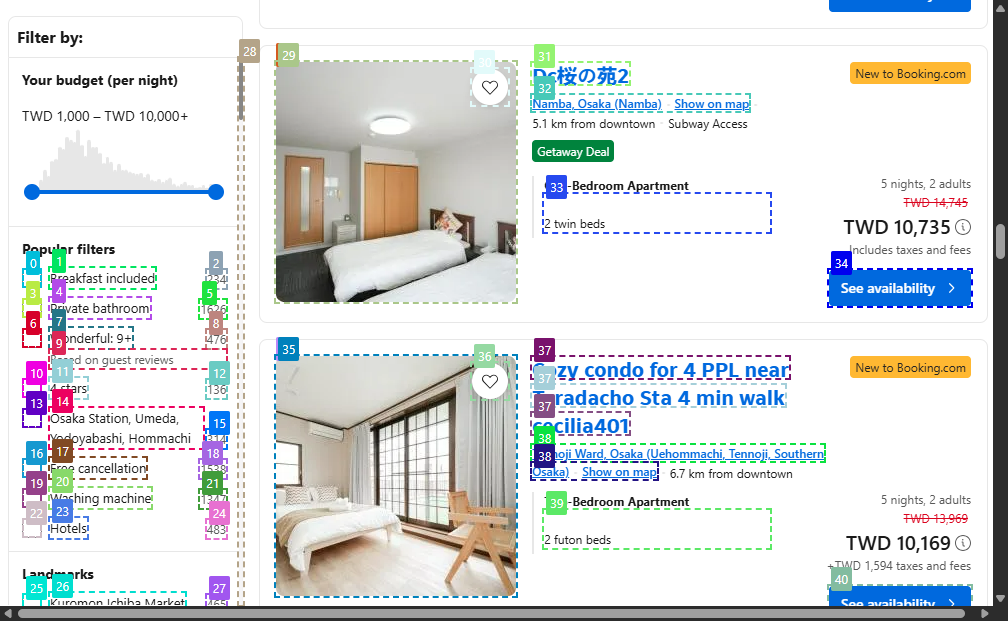 Filter by:
Your budget (per night)
TWD 1,000 – TWD 10,000+
Popular filters
0
1
2
Breakfast included
234
3
4
5
Private bathroom
1626
6
7
8
Wonderful: 9+
476
9
Based on guest reviews
10
11
12
4 stars
136
13
14
15
Osaka Station, Umeda,
Yodoyabashi, Hommachi
314
16
17
18
Free cancellation
1538
19
20
21
Washing machine
1347
22
23
24
Hotels
483
Landmarks
25
26
27
Kuromon Ichiba Market
465
28
29
30
31
桜の苑2
New to Booking.com
32
Namba, Osaka (Namba) · Show on map
5.1 km from downtown · Subway Access
Getaway Deal
33
-Bedroom Apartment
2 twin beds
5 nights, 2 adults
TWD 14,745
TWD 10,735
Includes taxes and fees
34
See availability
35
36
37
Cozy condo for 4 PPL near
37
Teradacho Sta 4 min walk
37
cecilia401
New to Booking.com
38
Tennoji Ward, Osaka (Uehommachi, Tennoji, Southern
38
Osaka) · Show on map · 6.7 km from downtown
39
-Bedroom Apartment
2 futon beds
5 nights, 2 adults
TWD 13,969
TWD 10,169
+TWD 1,594 taxes and fees
40
See availability